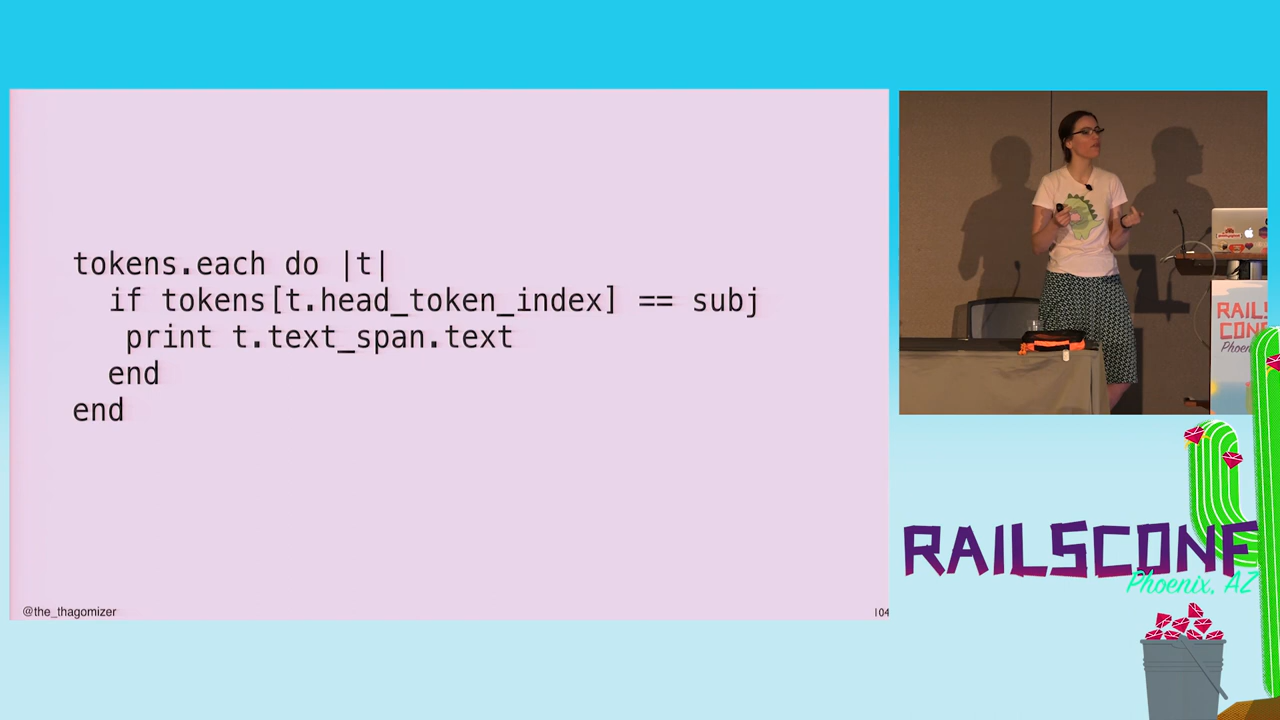 tokens.each do |t|
if tokens[t.head_token_index] == subj
print t.text_span.text
end
end
@the_thagomizer
104
RAILSCONF
Phoenix, AZ